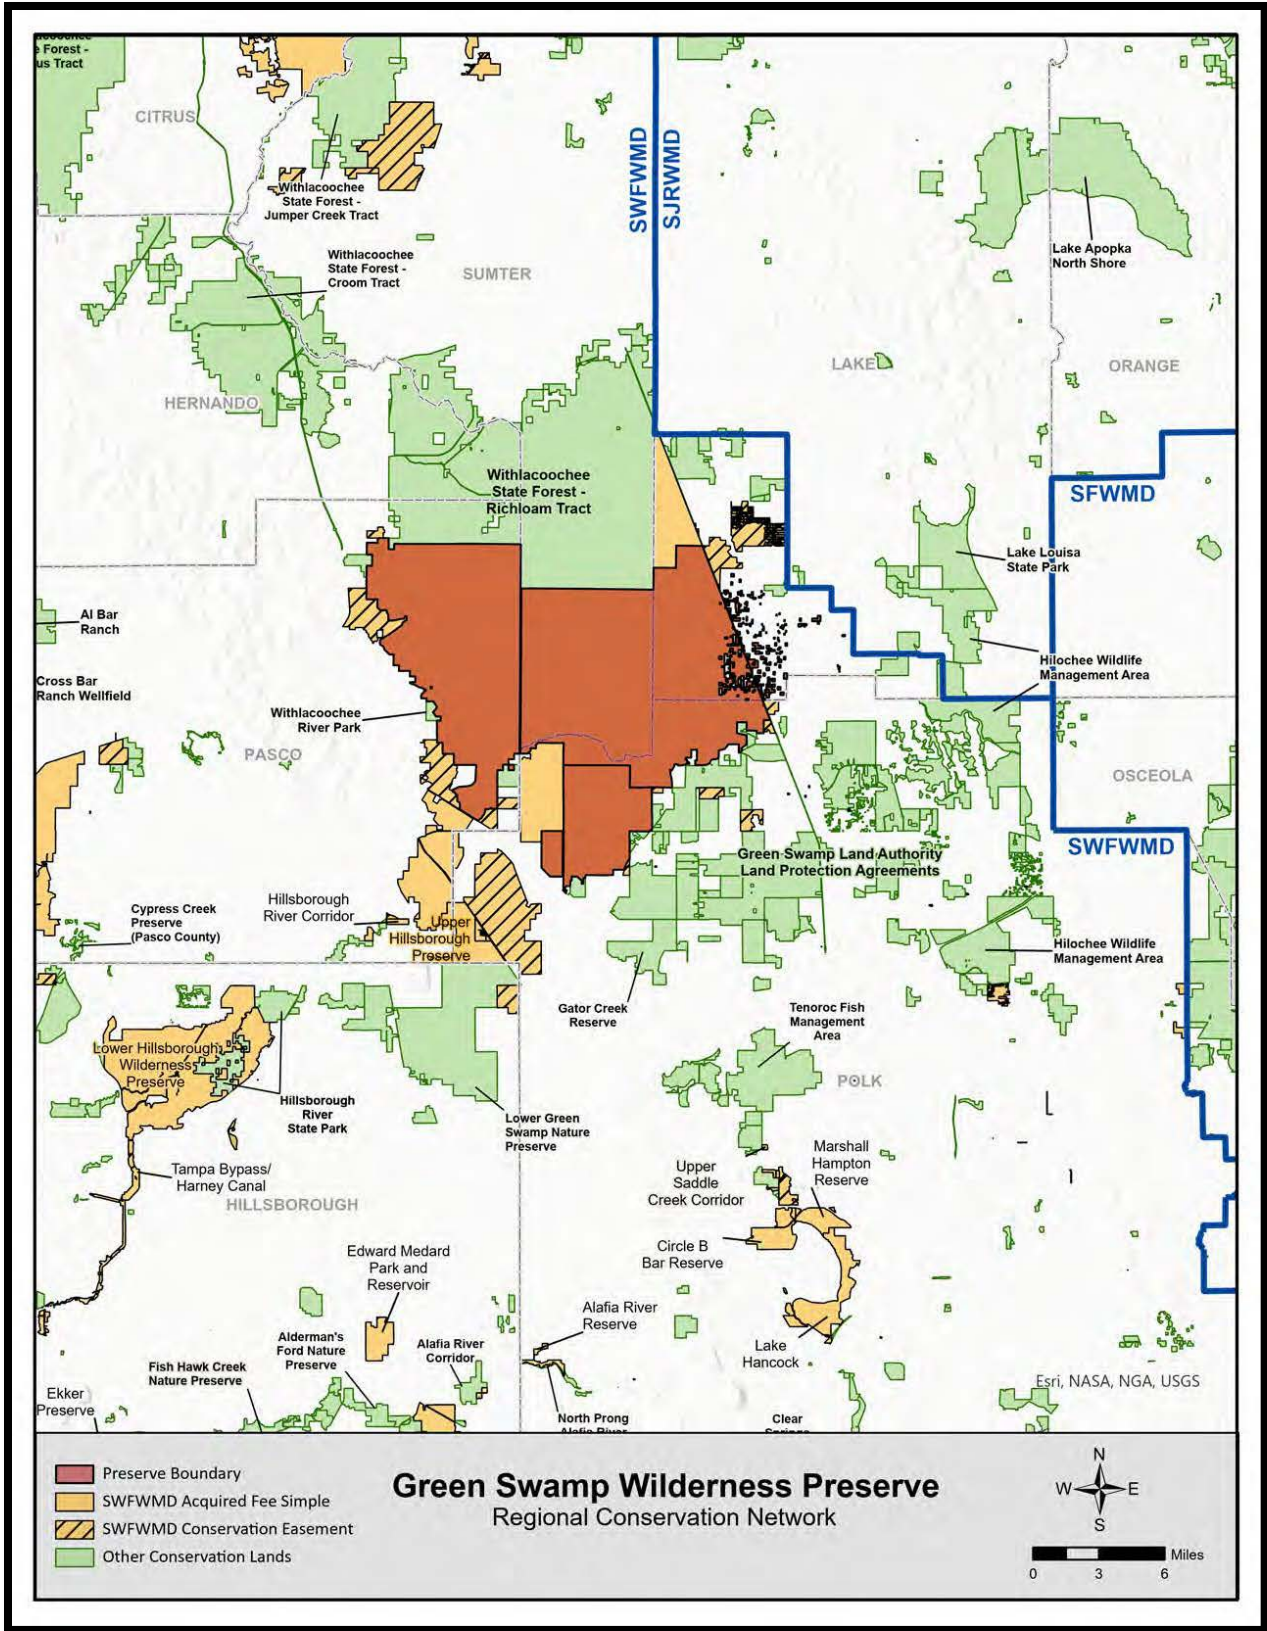 e Forest -
us Tract
CITRUS
SWFWMD
SJRWMD
Withlacoochee
State Forest -
Jumper Creek Tract
Lake Apopka
North Shore
Withlacoochee
State Forest -
Croom Tract
SUMTER
LAKE
ORANGE
HERNANDO
Withlacoochee
State Forest -
Richloam Tract
SFWMD
Lake Louisa
State Park
Al Bar
Ranch
Hilochee Wildlife
Management Area
Cross Bar
Ranch Wellfield
Withlacoochee
River Park
PASCO
OSCEOLA
SWFWMD
Green Swamp Land Authority
Land Protection Agreements
Hillsborough
River Corridor
Cypress Creek
Preserve
(Pasco County)
Upper
Hillsborough
Preserve
Hilochee Wildlife
Management Area
Gator Creek
Reserve
Tenoroc Fish
Management
Area
Lower Hillsborough
Wilderness
Preserve
POLK
Hillsborough
River
State Park
Lower Green
Swamp Nature
Preserve
Tampa Bypass/
Harney Canal
Upper
Saddle
Creek Corridor
Marshall
Hampton
Reserve
HILLSBOROUGH
Circle B
Bar Reserve
Edward Medard
Park and
Reservoir
Alafia River
Reserve
Alderman's
Ford Nature
Preserve
Alafia River
Corridor
Lake
Hancock
Fish Hawk Creek
Nature Preserve
Esri, NASA, NGA, USGS
Ekker
Preserve
North Prong
Alafia River
Clear
Preserve Boundary
SWFWMD Acquired Fee Simple
SWFWMD Conservation Easement
Other Conservation Lands
Green Swamp Wilderness Preserve
Regional Conservation Network
N
W
E
S
Miles
0 3 6